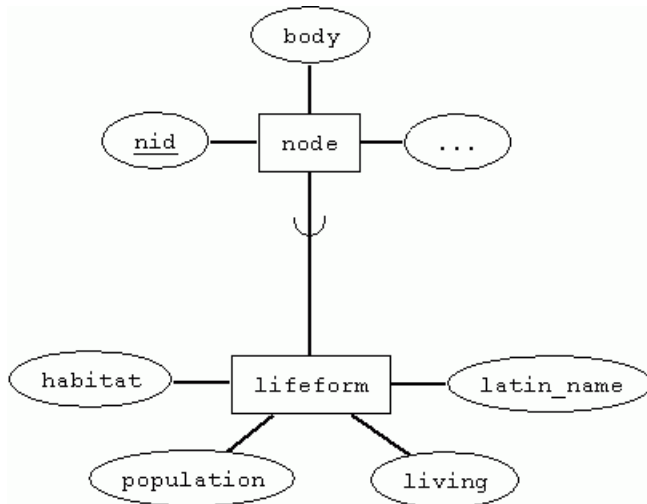 body
nid
node
...
habitat
lifeform
latin_name
population
living